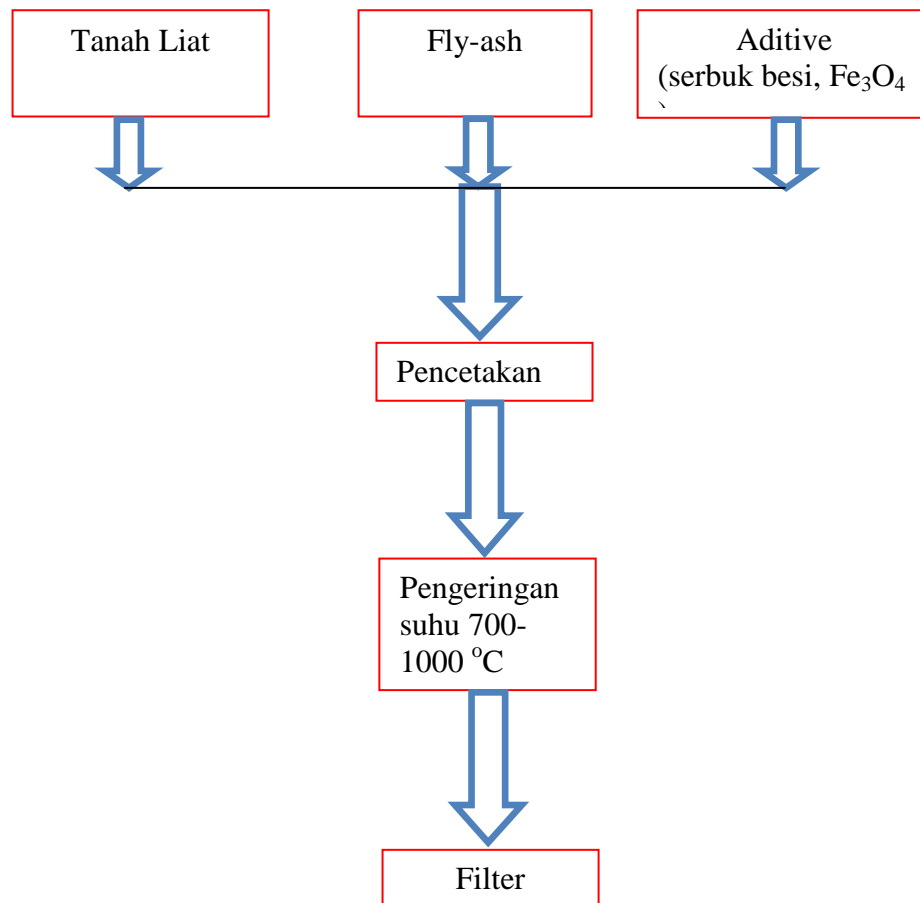 Tanah Liat
Fly-ash
Aditive
(serbuk besi, Fe₃O₄
)
Pencetakan
Pengeringan
suhu 700-
1000 ᵒC
Filter